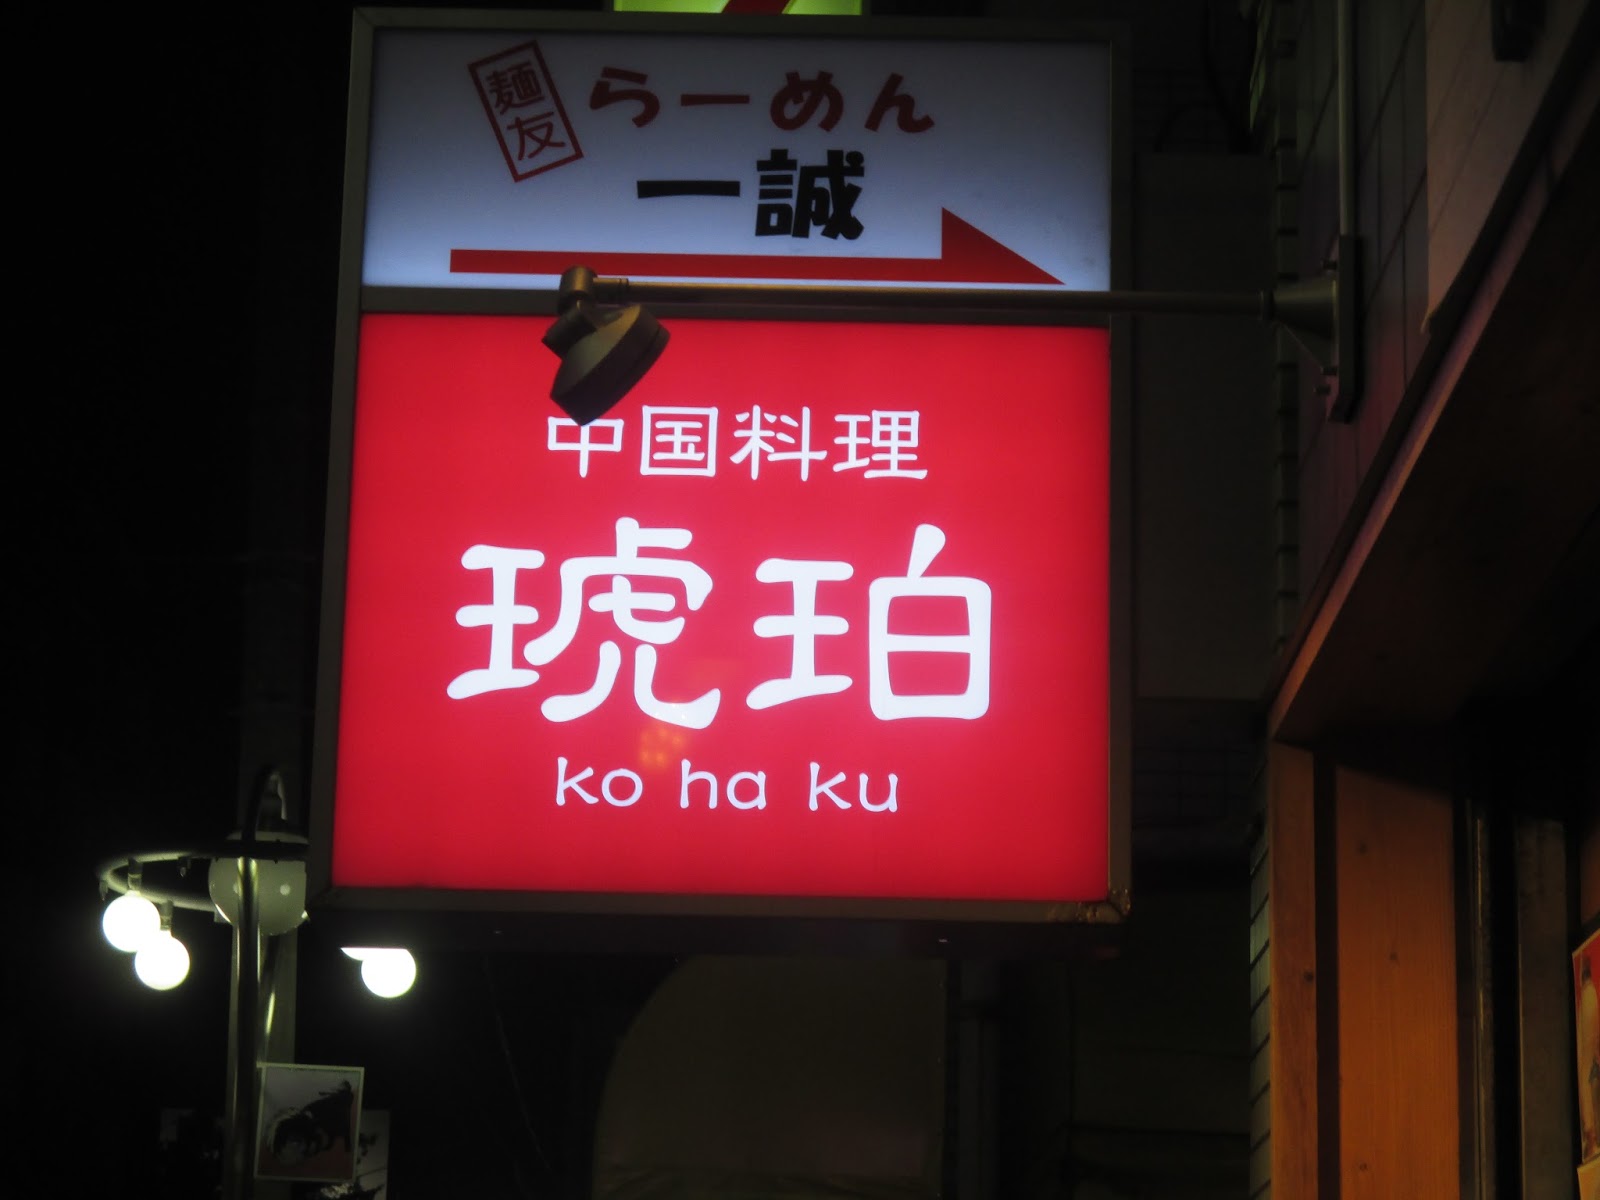 麺友
らーめん
一誠
中国料理
琥珀
ko ha ku